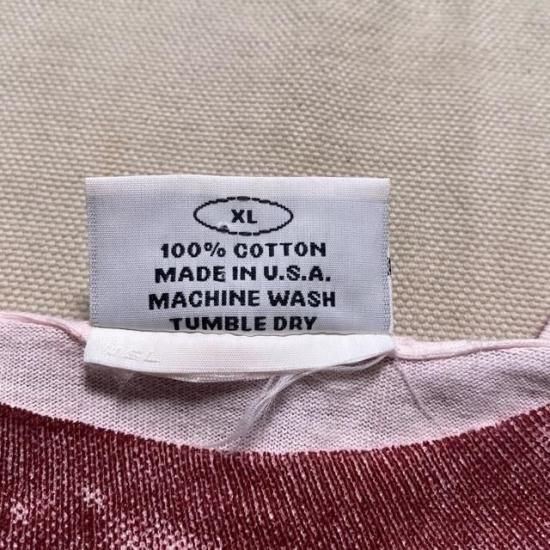 XL
100% COTTON
MADE IN U.S.A.
MACHINE WASH
TUMBLE DRY